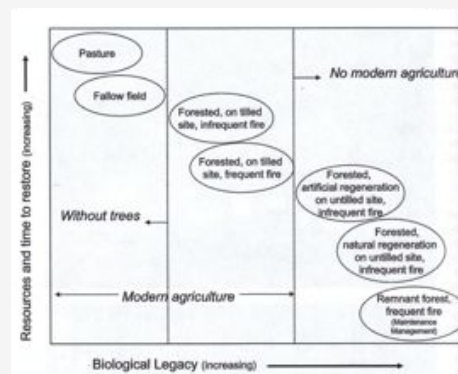 Pasture
Fallow field
No modern agriculture
Forested, on tilled
site, infrequent fire
Forested, on tilled
site, frequent fire
Forested,
artificial regeneration
on untilled site,
infrequent fire
Without trees
Forested,
natural regeneration
on untilled site,
infrequent fire
Modern agriculture
Remnant forest,
frequent fire
(Maintenance
Management)
Resources and time to restore (increasing)
Biological Legacy (increasing)